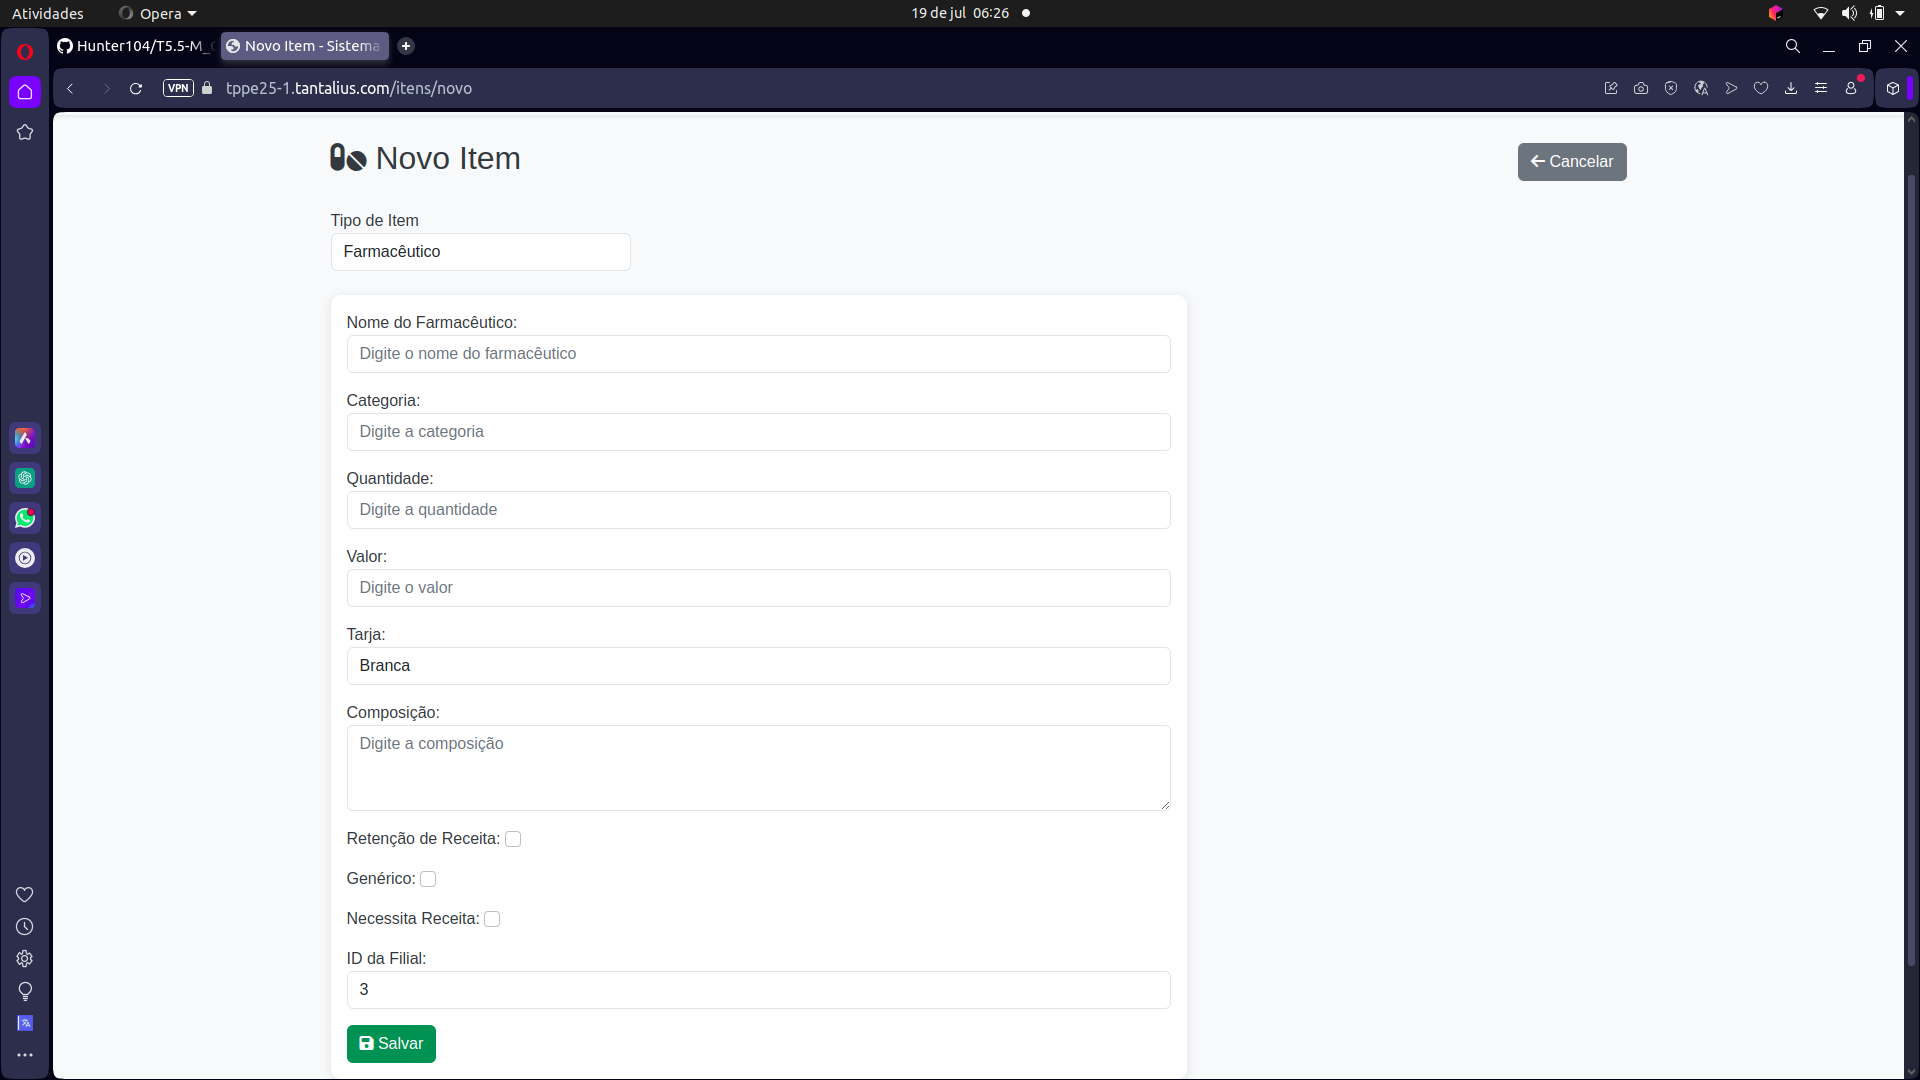 Atividades
Opera
19 de jul 06:26
Hunter104/T5.5-M_
Novo Item - Sistema
VPN
tppe25-1.tantalius.com/itens/novo
Novo Item
Cancelar
Tipo de Item
Farmacêutico
Nome do Farmacêutico:
Digite o nome do farmacêutico
Categoria:
Digite a categoria
Quantidade:
Digite a quantidade
Valor:
Digite o valor
Tarja:
Branca
Composição:
Digite a composição
Retenção de Receita:
Genérico:
Necessita Receita:
ID da Filial:
3
Salvar